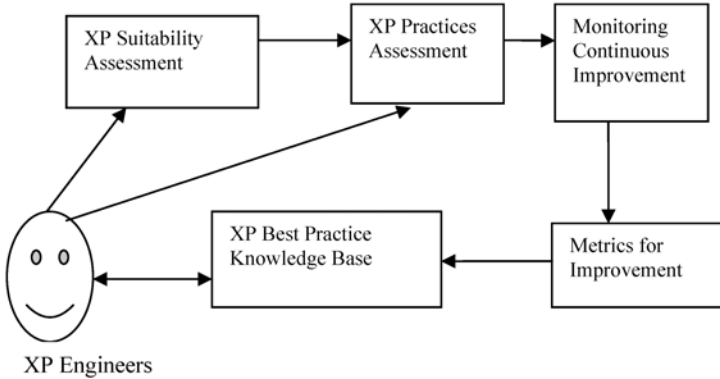 XP Suitability
Assessment
XP Practices
Assessment
Monitoring
Continuous
Improvement
XP Best Practice
Knowledge Base
Metrics for
Improvement
XP Engineers